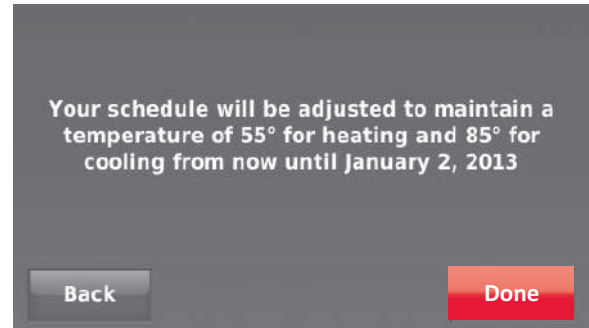 Your schedule will be adjusted to maintain a
temperature of 55° for heating and 85° for
cooling from now until January 2, 2013
Back
Done